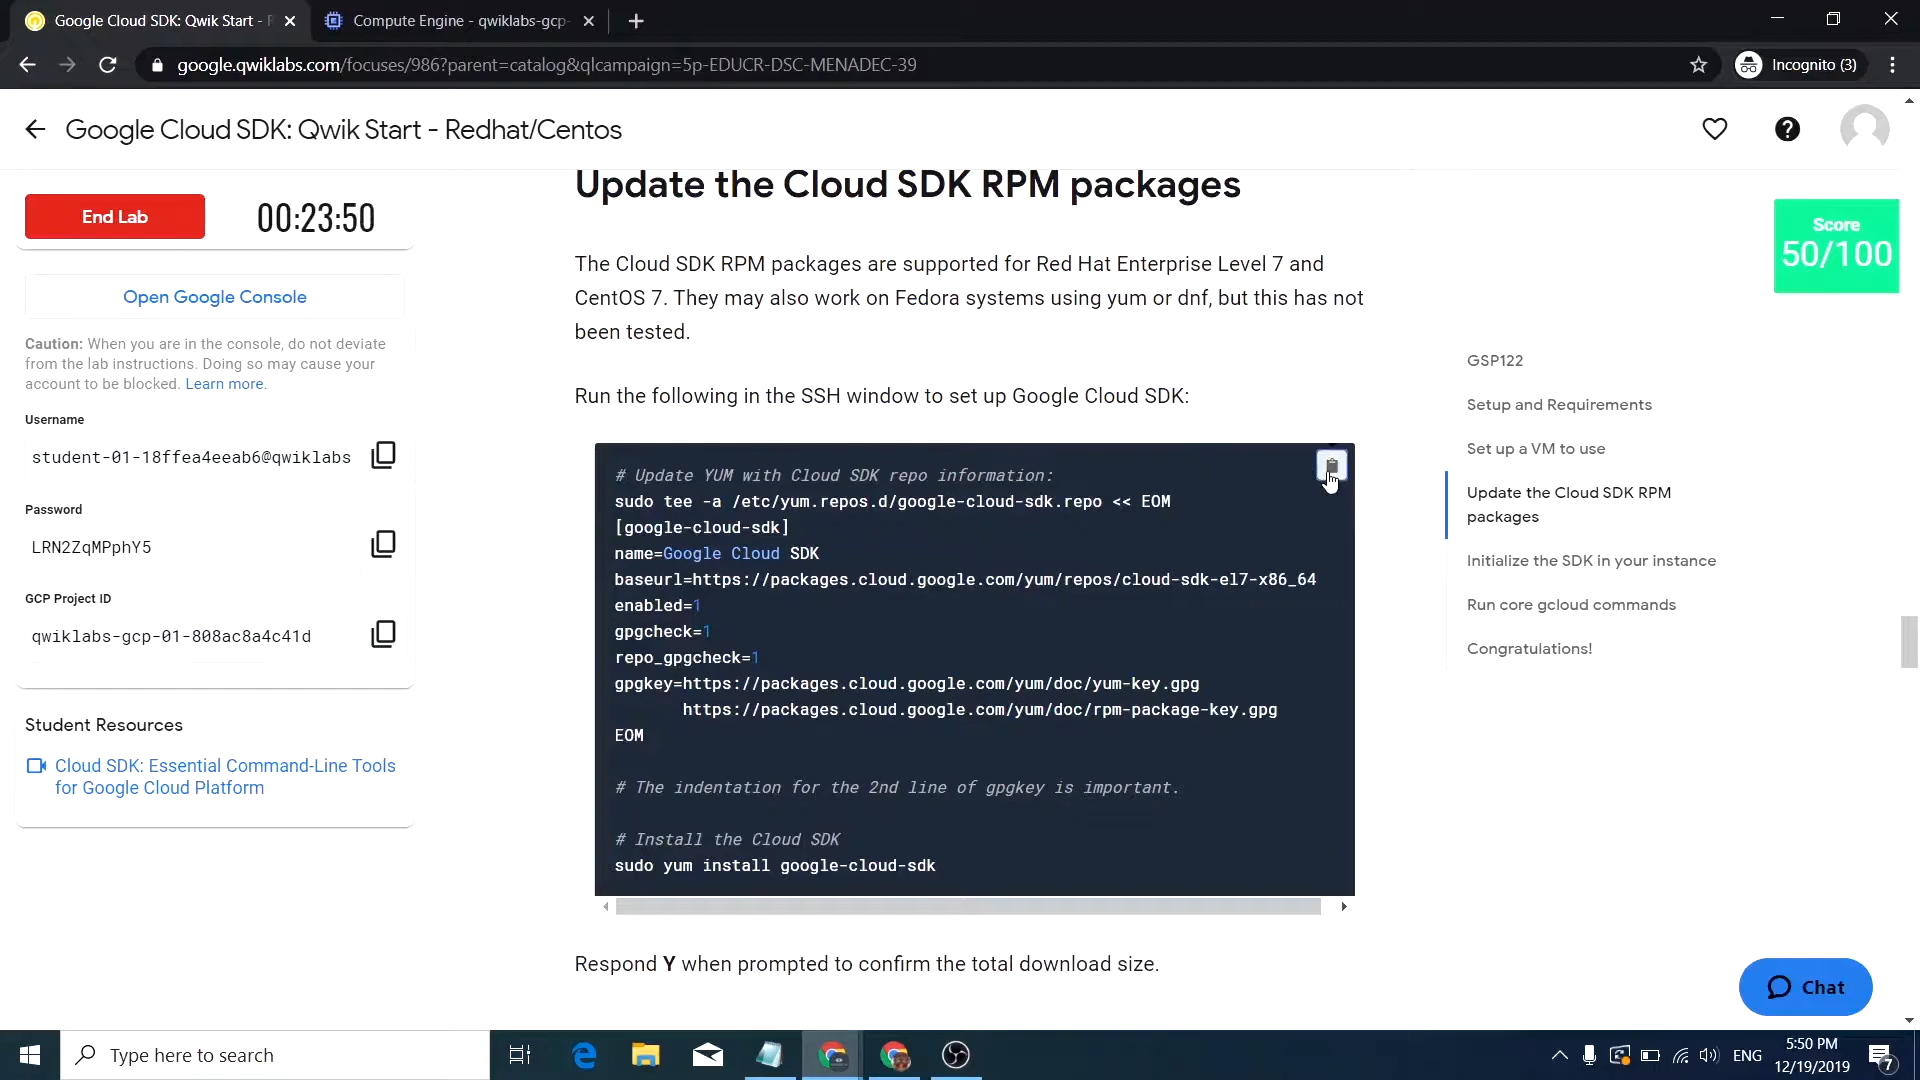 Google Cloud SDK: Qwik Start -
Compute Engine - qwiklabs-gcp-
google.qwiklabs.com/focuses/986?parent=catalog&qlcampaign=5p-EDUCR-DSC-MENADEC-39
Incognito (3)
Google Cloud SDK: Qwik Start - Redhat/Centos
End Lab
00:23:50
Open Google Console
Caution: When you are in the console, do not deviate
from the lab instructions. Doing so may cause your
account to be blocked. Learn more.
Username
student-01-18ffea4eeab6@qwiklabs
Password
LRN2ZqMPphY5
GCP Project ID
qwiklabs-gcp-01-808ac8a4c41d
Student Resources
Cloud SDK: Essential Command-Line Tools
for Google Cloud Platform
Update the Cloud SDK RPM packages
The Cloud SDK RPM packages are supported for Red Hat Enterprise Level 7 and
CentOS 7. They may also work on Fedora systems using yum or dnf, but this has not
been tested.
Run the following in the SSH window to set up Google Cloud SDK:
# Update YUM with Cloud SDK repo information:
sudo tee -a /etc/yum.repos.d/google-cloud-sdk.repo << EOM
[google-cloud-sdk]
name=Google Cloud SDK
baseurl=https://packages.cloud.google.com/yum/repos/cloud-sdk-el7-x86_64
enabled=1
gpgcheck=1
repo_gpgcheck=1
gpgkey=https://packages.cloud.google.com/yum/doc/yum-key.gpg
https://packages.cloud.google.com/yum/doc/rpm-package-key.gpg
EOM
# The indentation for the 2nd line of gpgkey is important.
# Install the Cloud SDK
sudo yum install google-cloud-sdk
Respond Y when prompted to confirm the total download size.
Score
50/100
GSP122
Setup and Requirements
Set up a VM to use
Update the Cloud SDK RPM
packages
Initialize the SDK in your instance
Run core gcloud commands
Congratulations!
Chat
Type here to search
ENG
5:50 PM
12/19/2019
7